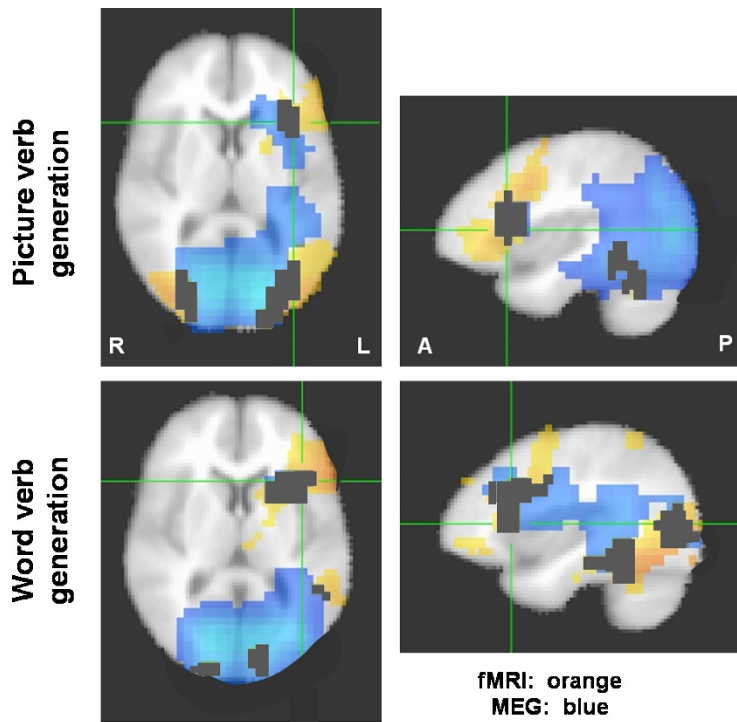 Picture verb
generation
R L
A P
Word verb
generation
fMRI: orange
MEG: blue